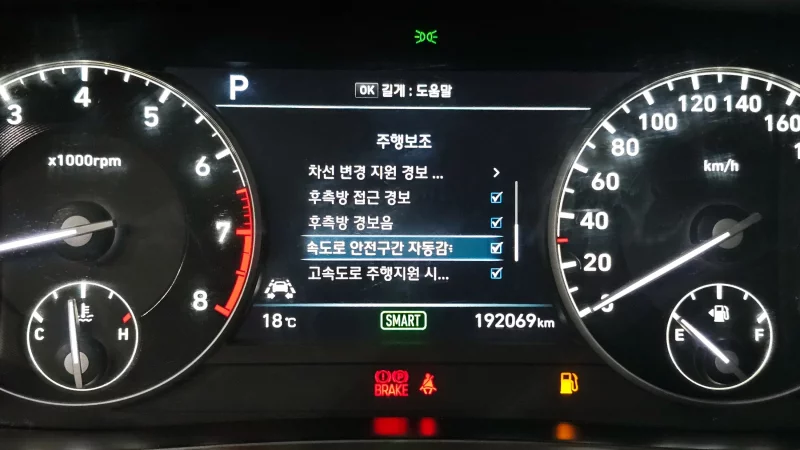 P
OK 길게 : 도움말
주행보조
차선 변경 지원 경보 ... >
후측방 접근 경보
후측방 경보음
속도로 안전구간 자동감
고속도로 주행지원 시...
18℃
SMART
192069 km
3 4 5 6 7 8
x1000rpm
C H
0 20 40 60 80 100 120 140 160
km/h
E F
BRAKE